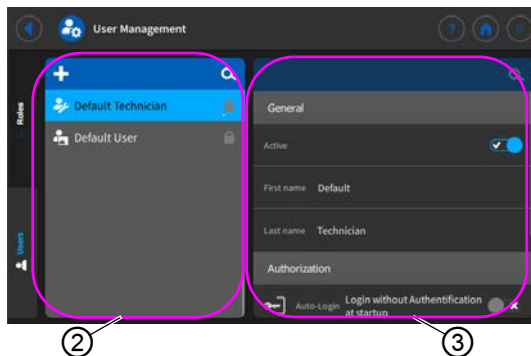 User Management
?
Roles
Users
Default Technician
Default User
General
Active
First name Default
Last name Technician
Authorization
Auto-Login Login without Authentification
at startup
2
3